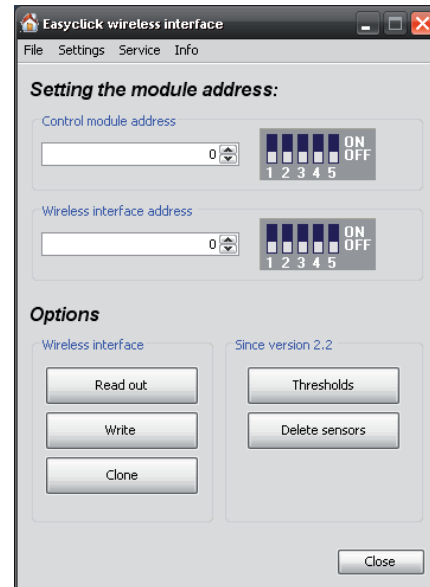 Easyclick wireless interface
File Settings Service Info
Setting the module address:
Control module address
0
ON
OFF
1 2 3 4 5
Wireless interface address
0
ON
OFF
1 2 3 4 5
Options
Wireless interface
Read out
Write
Clone
Since version 2.2
Thresholds
Delete sensors
Close